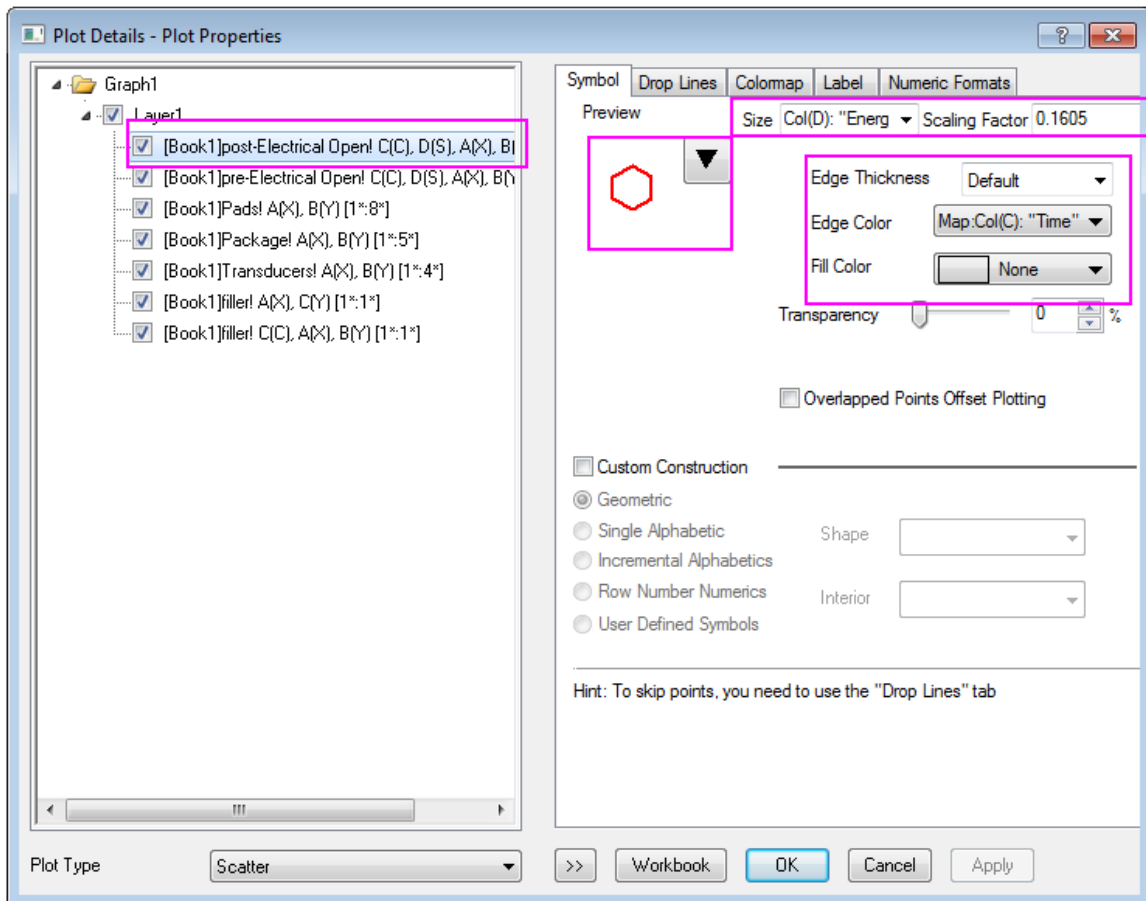 Plot Details - Plot Properties
Graph1
Layer1
[Book1]post-Electrical Open! C(C), D(S), A(X), B(
[Book1]pre-Electrical Open! C(C), D(S), A(X), B(Y
[Book1]Pads! A(X), B(Y) [1*:8*]
[Book1]Package! A(X), B(Y) [1*:5*]
[Book1]Transducers! A(X), B(Y) [1*:4*]
[Book1]filler! A(X), C(Y) [1*:1*]
[Book1]filler! C(C), A(X), B(Y) [1*:1*]
Plot Type Scatter
Symbol Drop Lines Colormap Label Numeric Formats
Preview
Size Col(D): "Energ Scaling Factor 0.1605
Edge Thickness Default
Edge Color Map:Col(C): "Time"
Fill Color None
Transparency 0 %
Overlapped Points Offset Plotting
Custom Construction
Geometric
Single Alphabetic
Shape
Incremental Alphabetics
Row Number Numerics
Interior
User Defined Symbols
Hint: To skip points, you need to use the "Drop Lines" tab
>> Workbook OK Cancel Apply